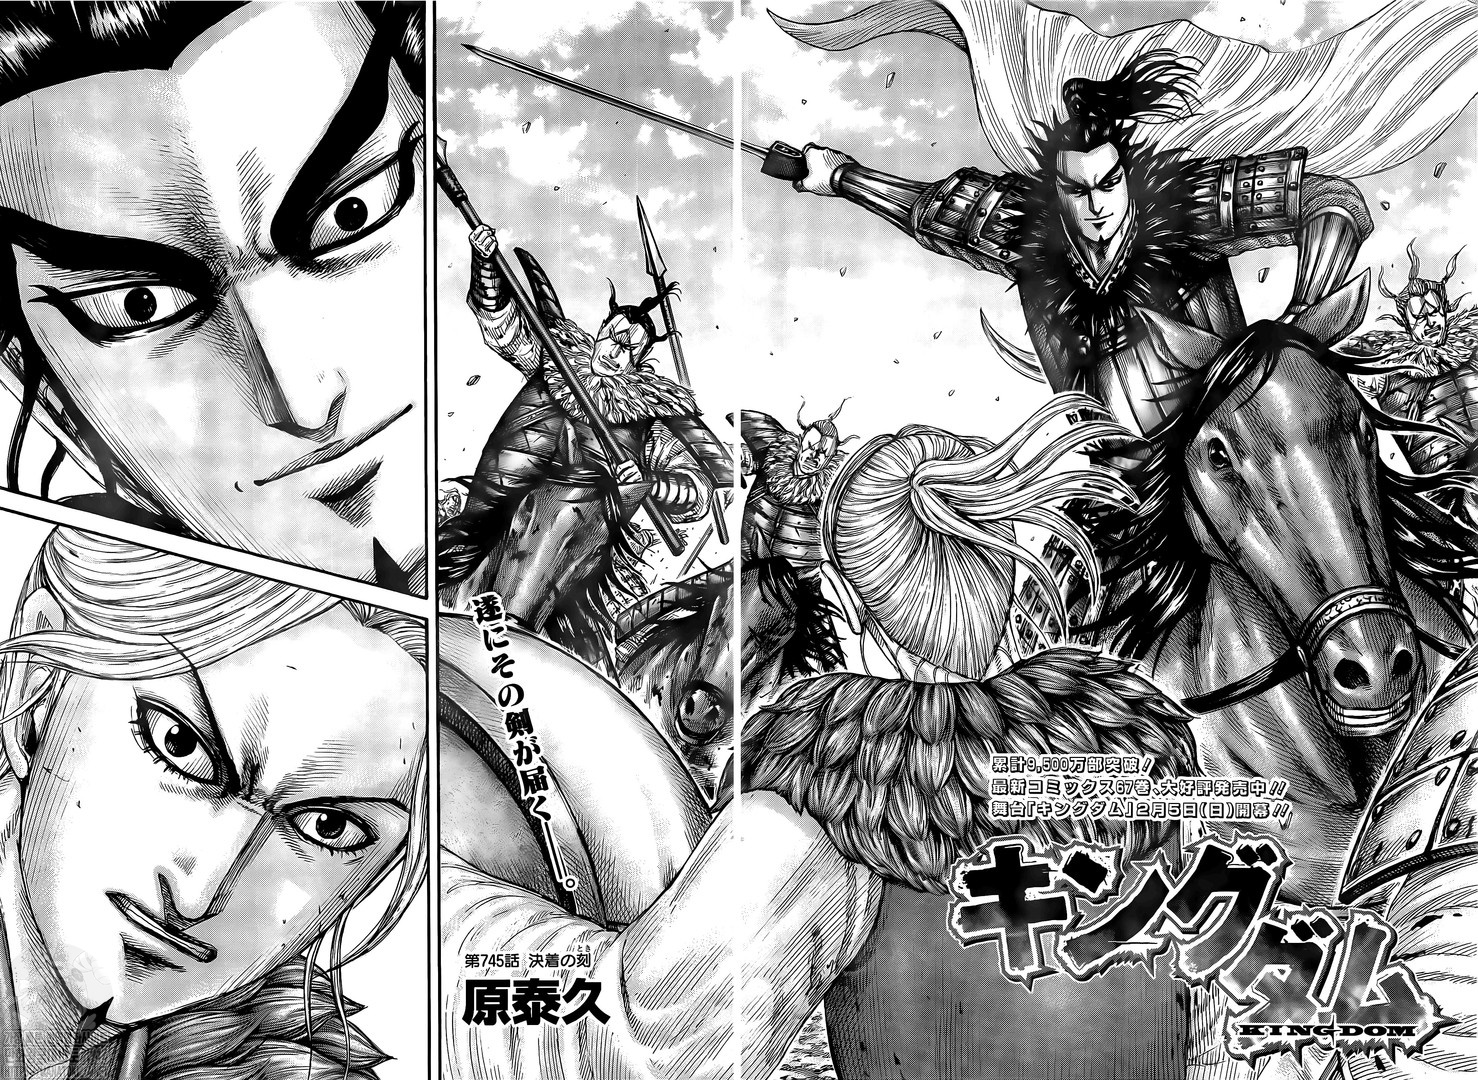 累計9,500万部突破!
最新コミックス67巻、大好評発売中!!
舞台「キングダム」2月5日(日)開幕!!
キングダム
KINGDOM
遂にその剣が届く――。
第745話 決着の刻
とき
原泰久